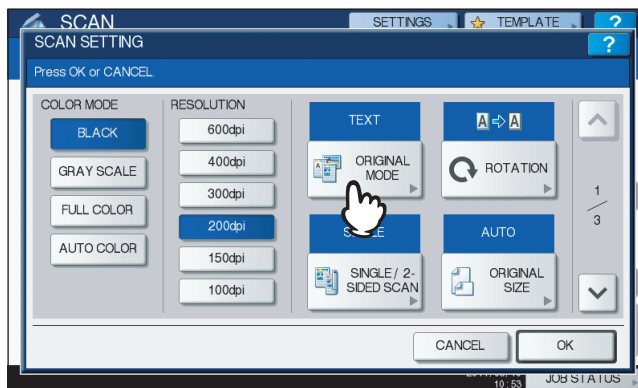 SCAN
SETTINGS
TEMPLATE
?
SCAN SETTING
?
Press OK or CANCEL.
COLOR MODE
BLACK
GRAY SCALE
FULL COLOR
AUTO COLOR
RESOLUTION
600dpi
400dpi
300dpi
200dpi
150dpi
100dpi
TEXT
ORIGINAL
MODE
A ⇨ A
ROTATION
SINGLE / 2-
SIDED SCAN
AUTO
ORIGINAL
SIZE
1
3
CANCEL
OK
10:53
JOB STATUS